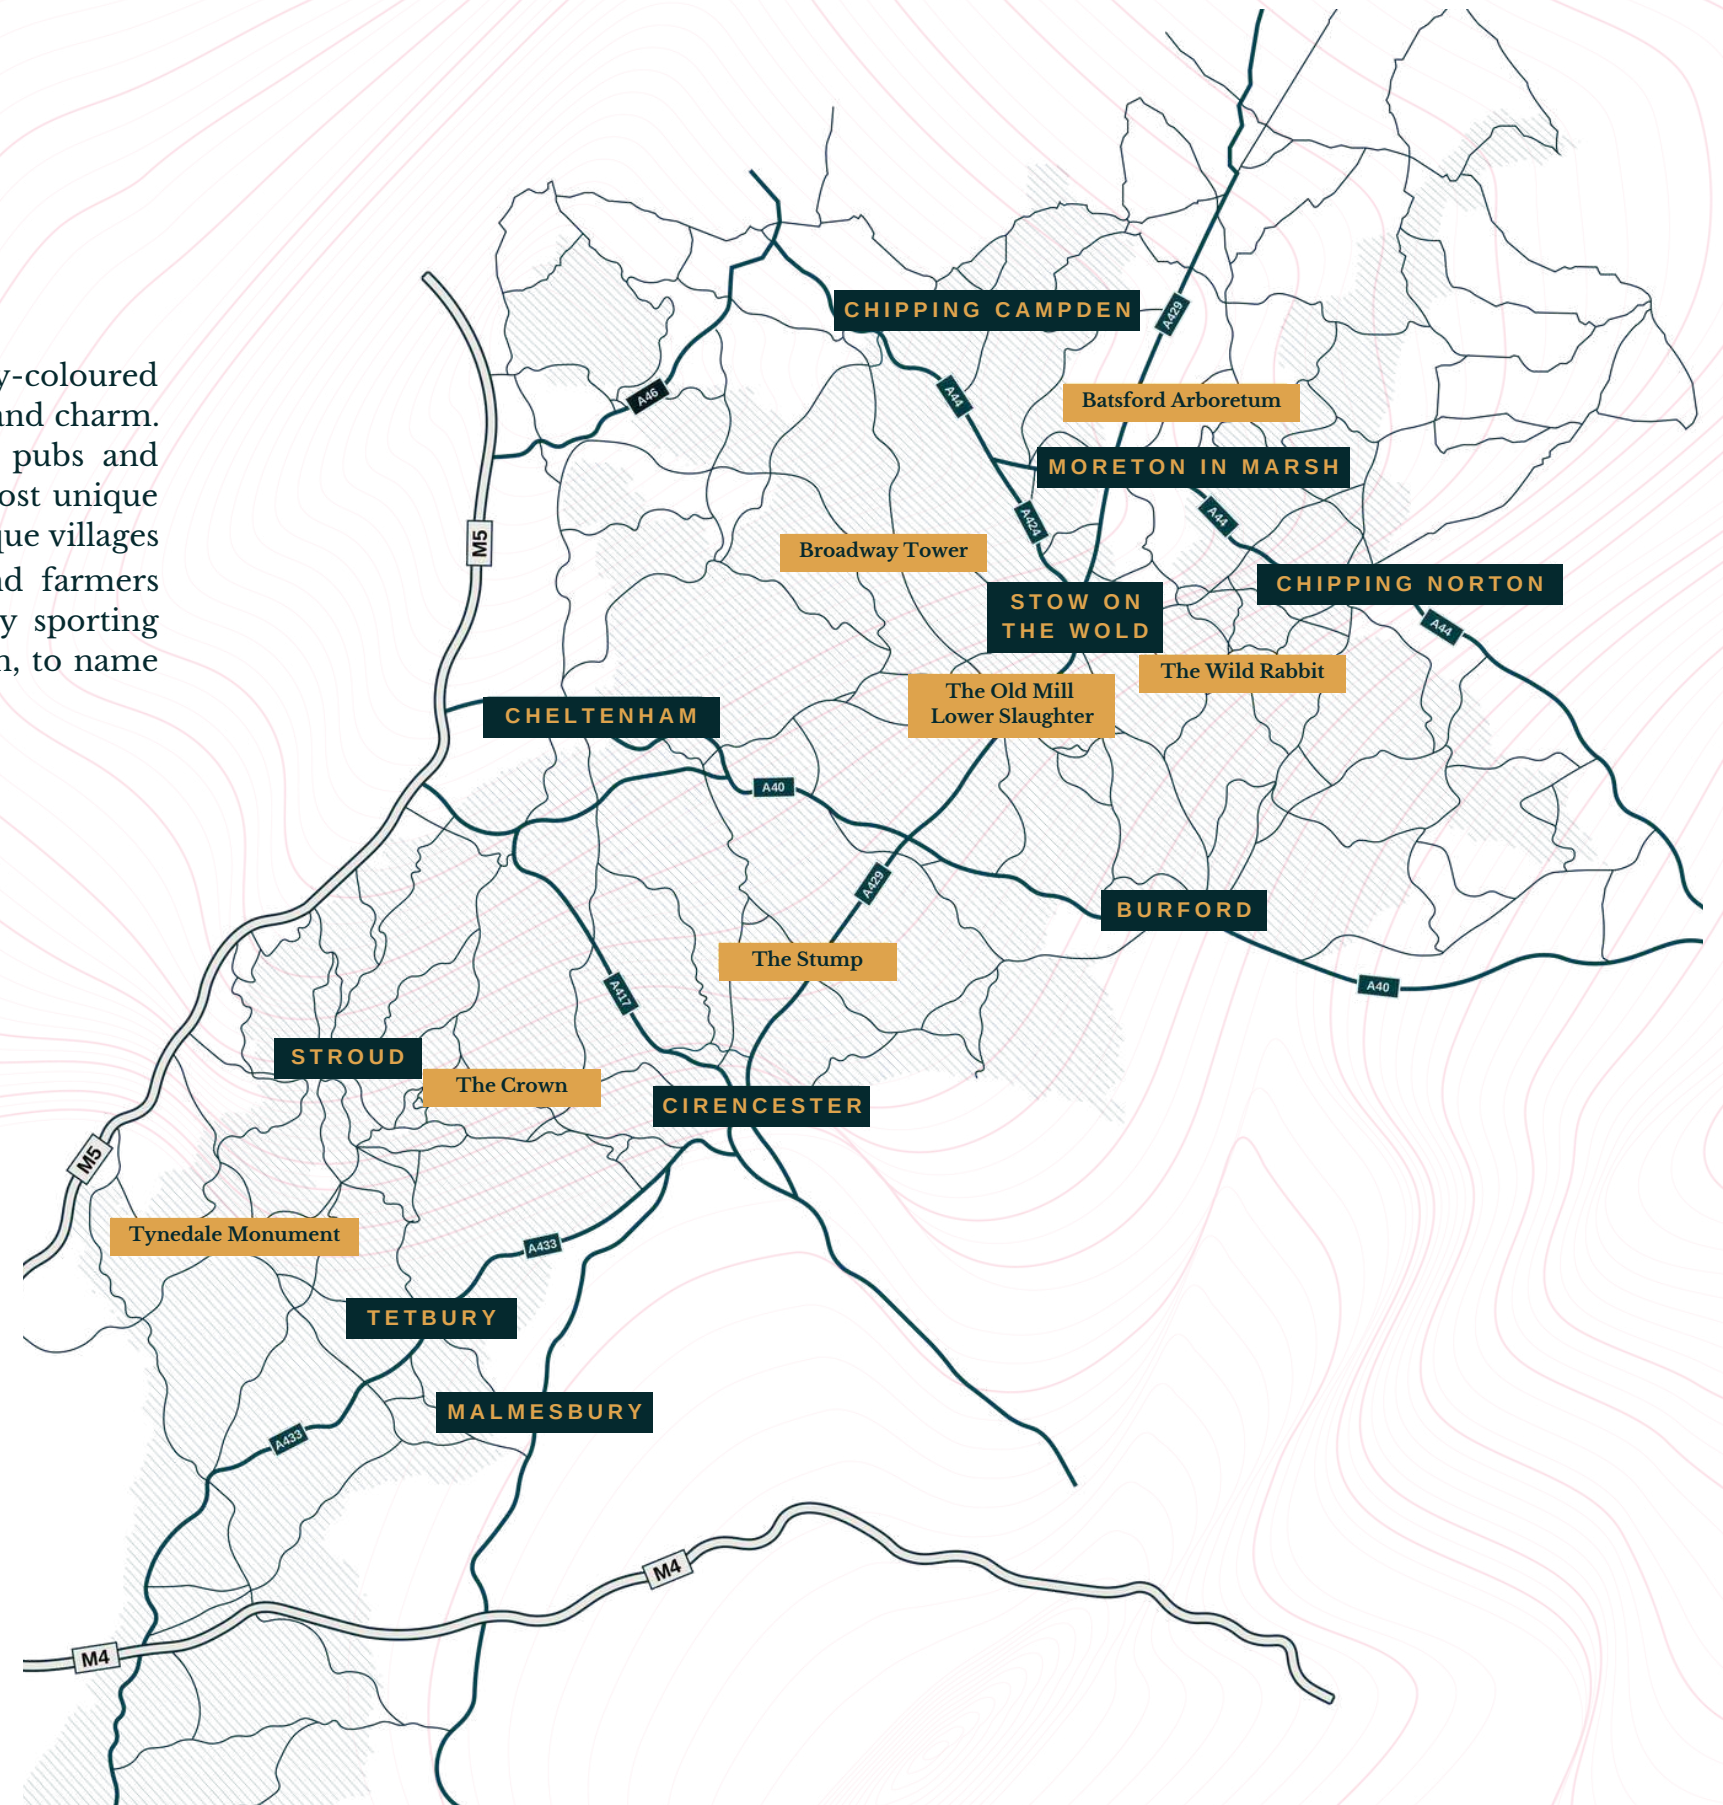 y-coloured
and charm.
pubs and
ost unique
que villages
nd farmers
y sporting
n, to name
CHIPPING CAMPDEN
A429
A46
A44
Batsford Arboretum
MORETON IN MARSH
A424
A44
M5
Broadway Tower
CHIPPING NORTON
STOW ON
THE WOLD
A44
The Wild Rabbit
The Old Mill
Lower Slaughter
CHELTENHAM
A40
A429
BURFORD
The Stump
A40
A417
STROUD
The Crown
CIRENCESTER
M5
Tynedale Monument
A433
TETBURY
MALMESBURY
A433
M4
M4